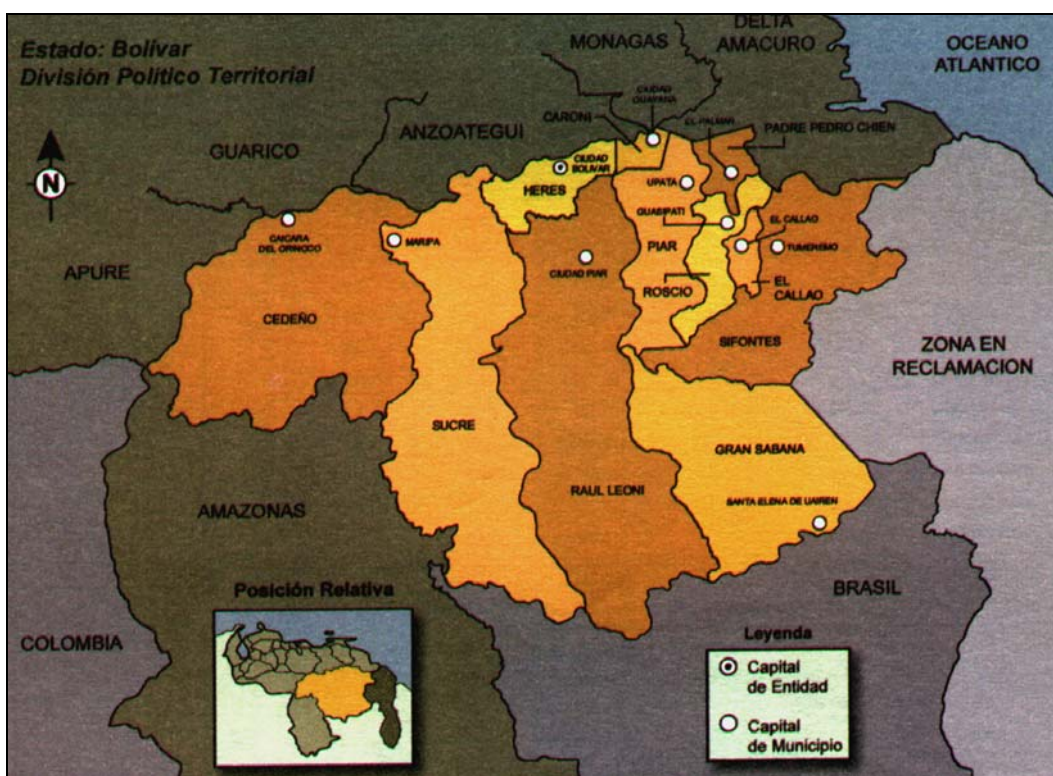 Estado: Bolívar
División Político Territorial
MONAGAS
DELTA
AMACURO
OCEANO
ATLANTICO
CIUDAD
GUAYANA
CARONI
EL PALMAR
PADRE PEDRO CHIEN
ANZOATEGUI
GUARICO
N
CIUDAD
BOLIVAR
HERES
UPATA
GUASIPATI
EL CALLAO
CAICARA
DEL ORINOCO
MARIPA
PIAR
TUMEREMO
APURE
CIUDAD PIAR
ROSCIO
EL
CALLAO
CEDEÑO
SIFONTES
ZONA EN
RECLAMACION
SUCRE
GRAN SABANA
RAUL LEONI
SANTA ELENA DE UAIREN
AMAZONAS
BRASIL
Posición Relativa
COLOMBIA
Leyenda
Capital
de Entidad
Capital
de Municipio